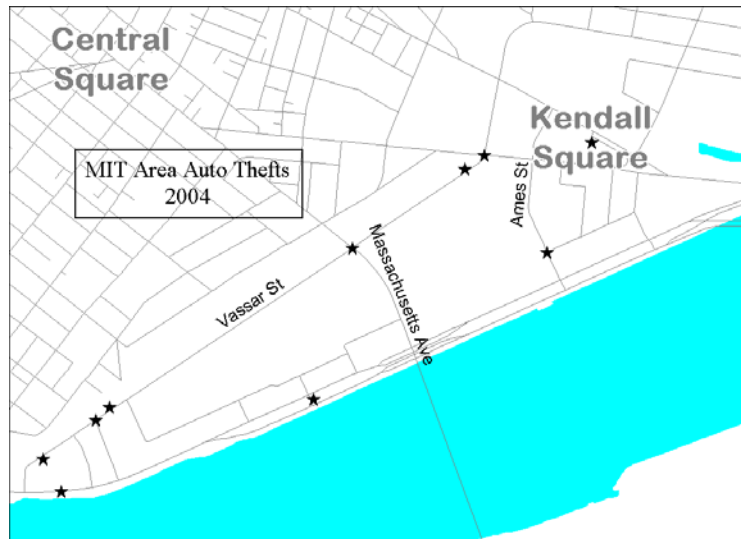 Central
Square
Kendall
Square
MIT Area Auto Thefts
2004
Ames St
Massachusetts Ave
Vassar St